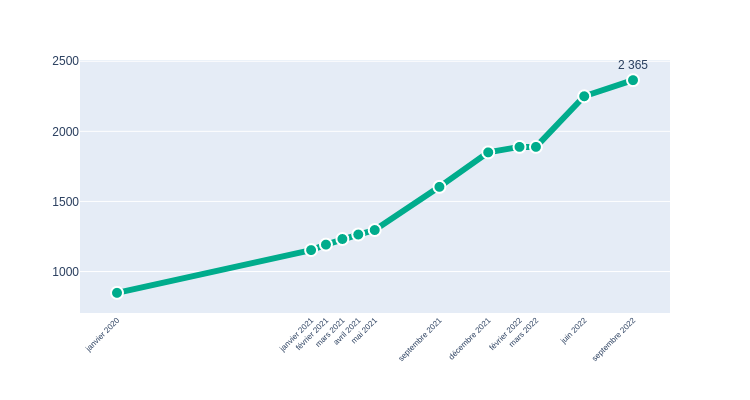 2500
2 365
2000
1500
1000
janvier 2020
janvier 2021
février 2021
mars 2021
avril 2021
mai 2021
septembre 2021
décembre 2021
février 2022
mars 2022
juin 2022
septembre 2022